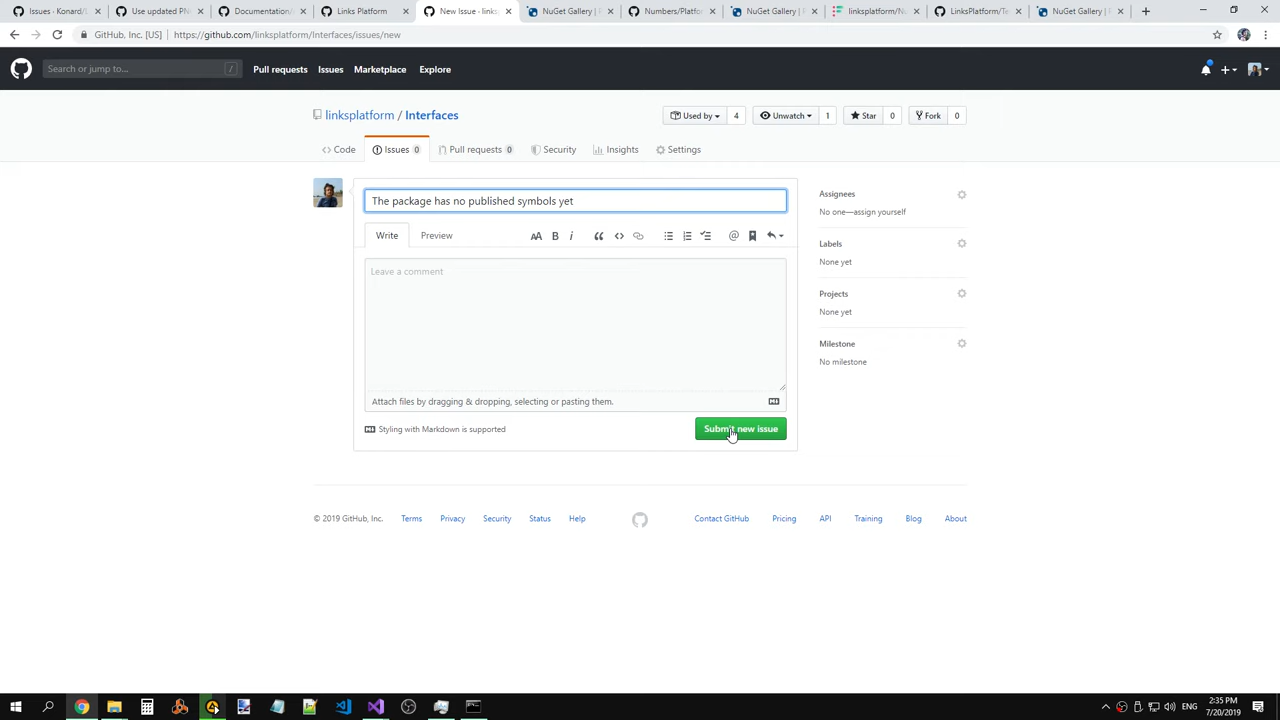 Issues · Konard/
Use updated PN
Documentation/
Links Platform
New Issue · links
NuGet Gallery | P
Numbers/Platfor
NuGet Gallery | P
linksplatform/Nu
LinksPlatform/Te
NuGet Gallery | P
GitHub, Inc. [US] | https://github.com/linksplatform/Interfaces/issues/new
Search or jump to... /
Pull requests Issues Marketplace Explore
linksplatform / Interfaces
Used by 4 Unwatch 1 Star 0 Fork 0
Code Issues 0 Pull requests 0 Security Insights Settings
The package has no published symbols yet
Write Preview
Leave a comment
Attach files by dragging & dropping, selecting or pasting them.
Styling with Markdown is supported
Submit new issue
Assignees
No one—assign yourself
Labels
None yet
Projects
None yet
Milestone
No milestone
© 2019 GitHub, Inc. Terms Privacy Security Status Help
Contact GitHub Pricing API Training Blog About
ENG
2:35 PM
7/20/2019